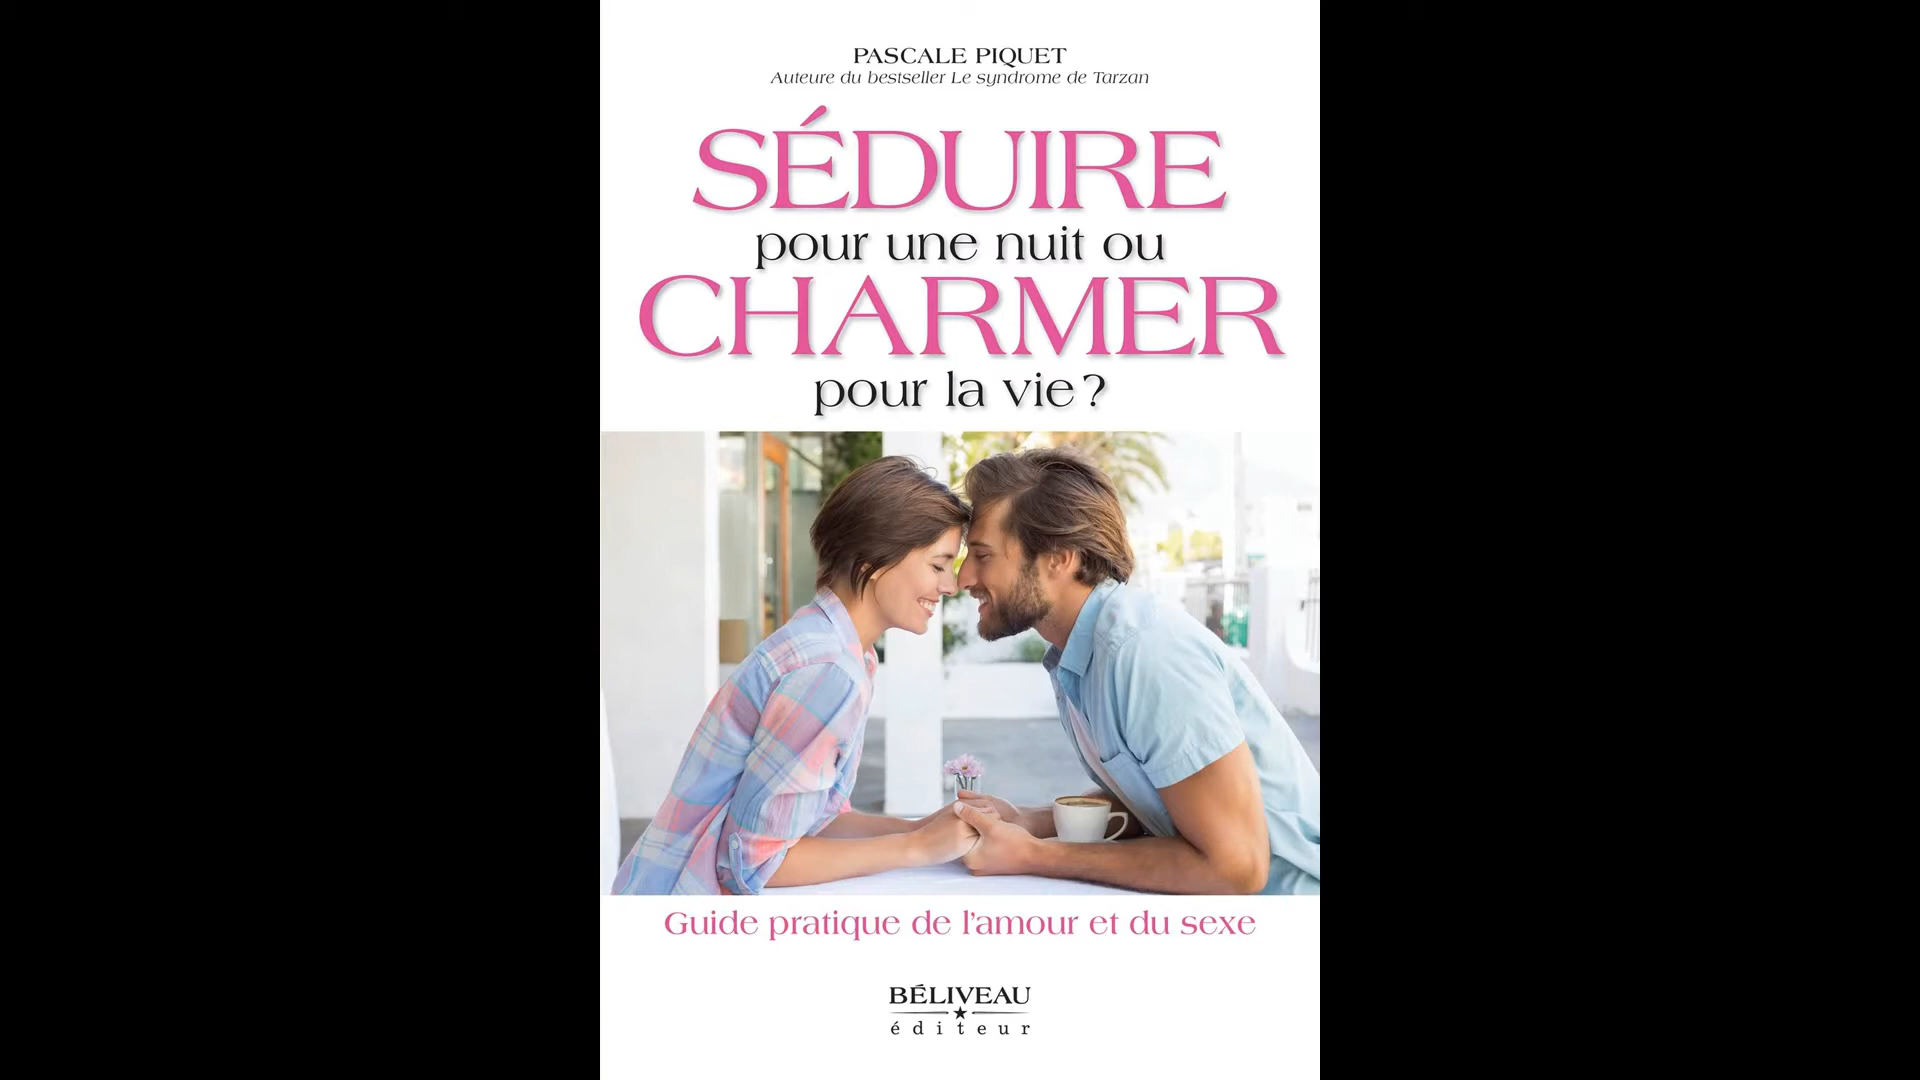 PASCALE PIQUET
Auteure du bestseller Le syndrome de Tarzan
SÉDUIRE
pour une nuit ou
CHARMER
pour la vie ?
Guide pratique de l'amour et du sexe
BÉLIVEAU
éditeur